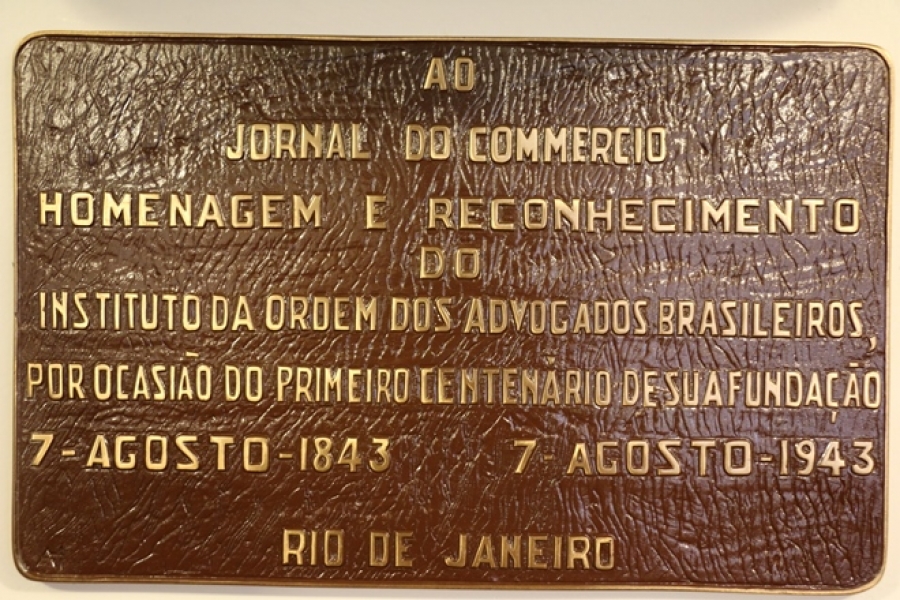 AO
JORNAL DO COMMERCIO
HOMENAGEM E RECONHECIMENTO
DO
INSTITUTO DA ORDEM DOS ADVOGADOS BRASILEIROS,
POR OCASIÃO DO PRIMEIRO CENTENÁRIO DE SUA FUNDAÇÃO
7-AGOSTO-1843 7-AGOSTO-1943
RIO DE JANEIRO